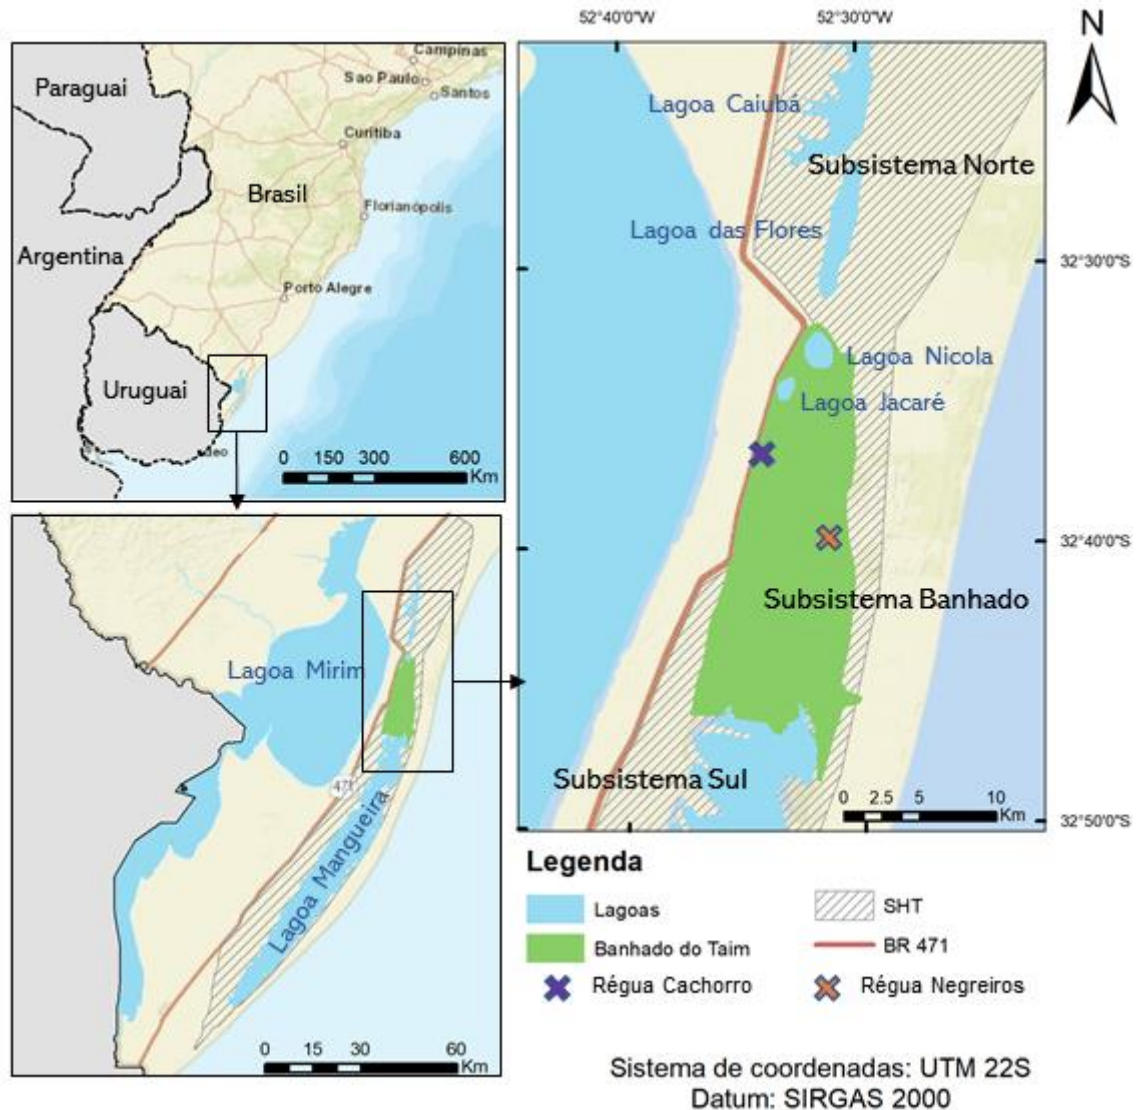 Campinas
Sao Paulo
Santos
Curitiba
Paraguai
Brasil
Florianópolis
Argentina
Porto Alegre
Uruguai
deo
0 150 300 600
Km
Lagoa Mirim
471
Lagoa Mangueira
0 15 30 60
Km
52°40'0"W 52°30'0"W
N
Lagoa Caiubá
Subsistema Norte
Lagoa das Flores
32°30'0"S
Lagoa Nicola
Lagoa Jacaré
32°40'0"S
Subsistema Banhado
Subsistema Sul
0 2.5 5 10
Km
32°50'0"S
Legenda
Lagoas
SHT
Banhado do Taim
BR 471
Régua Cachorro
Régua Negreiros
Sistema de coordenadas: UTM 22S
Datum: SIRGAS 2000